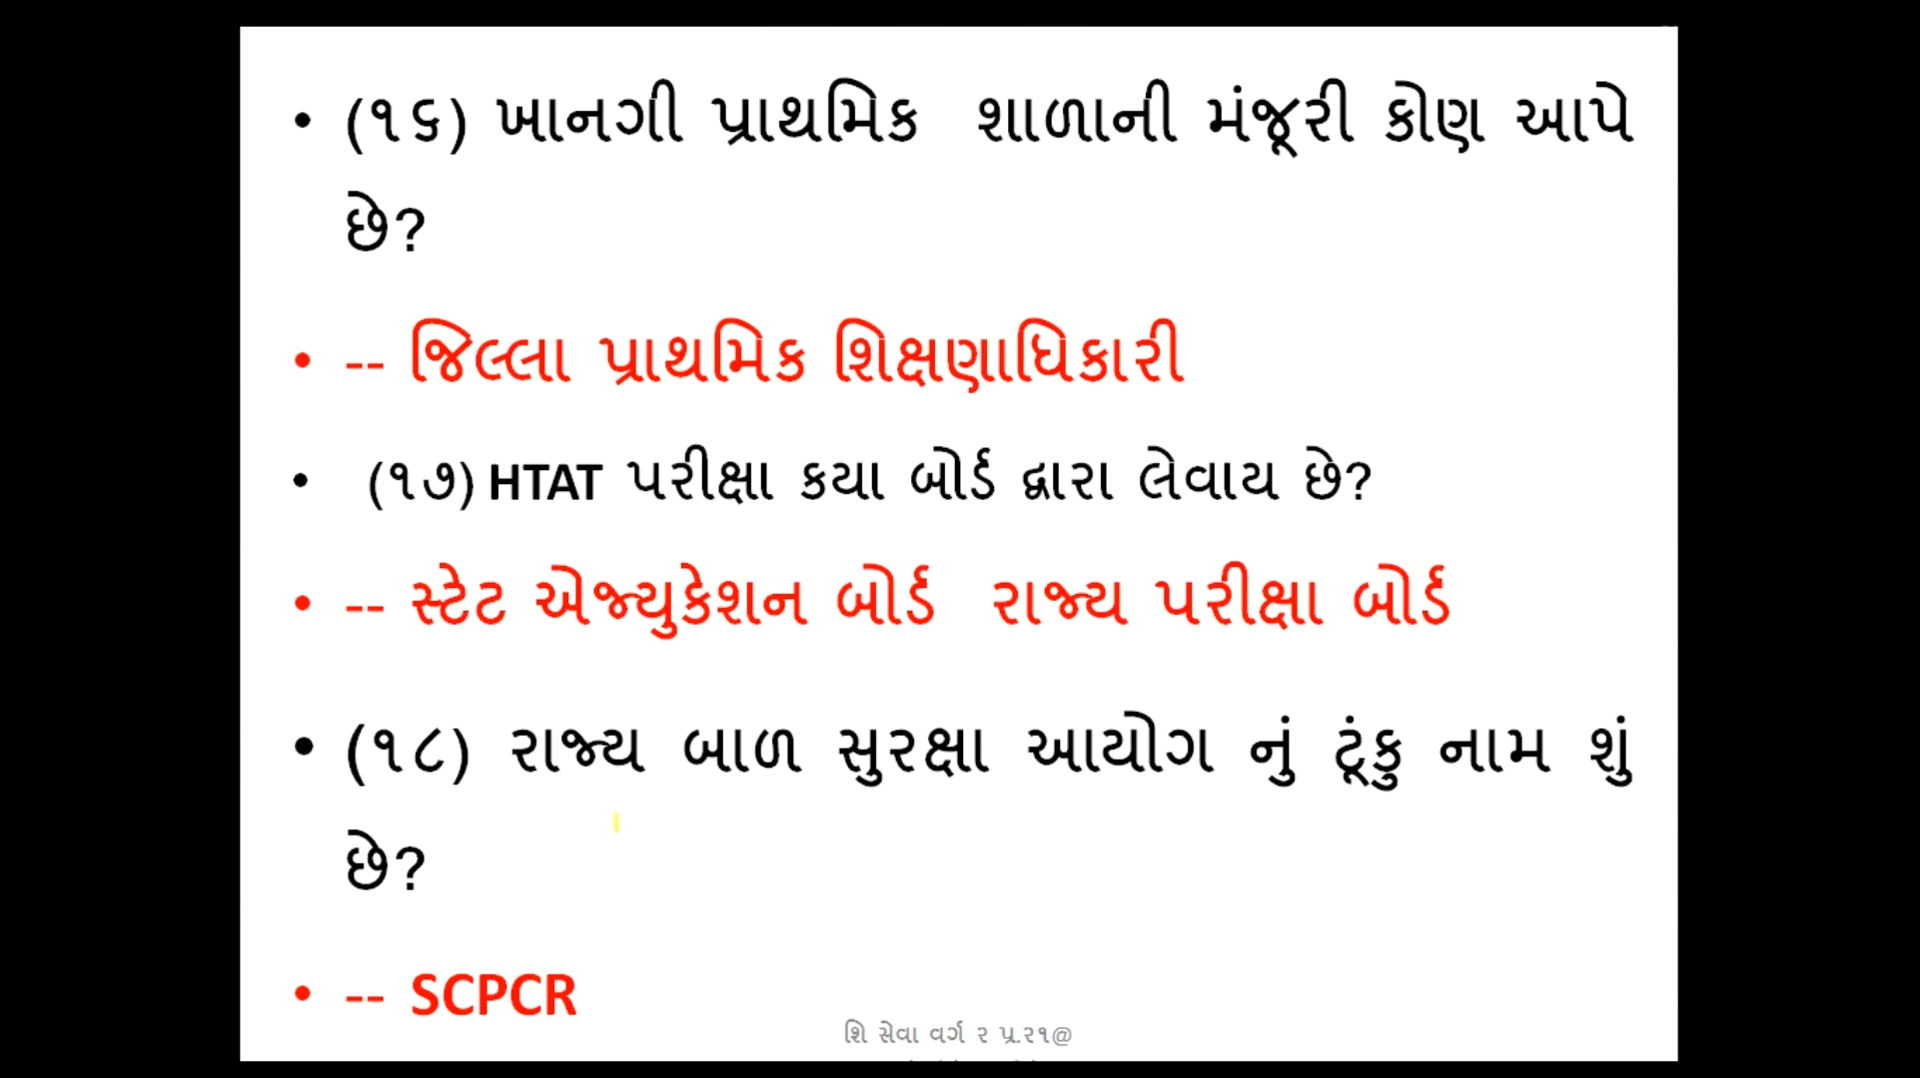 • (૧૬) ખાનગી પ્રાથમિક શાળાની મંજૂરી કોણ આપે
છે?
• -- જિલ્લા પ્રાથમિક શિક્ષણાધિકારી
• (૧૭) HTAT પરીક્ષા કયા બોર્ડ દ્વારા લેવાય છે?
• -- સ્ટેટ એજ્યુકેશન બોર્ડ રાજ્ય પરીક્ષા બોર્ડ
• (૧૮) રાજ્ય બાળ સુરક્ષા આયોગ નું ટૂંકુ નામ શું
છે?
• -- SCPCR
શિ સેવા વર્ગ ૨ પ્ર.૨૧@